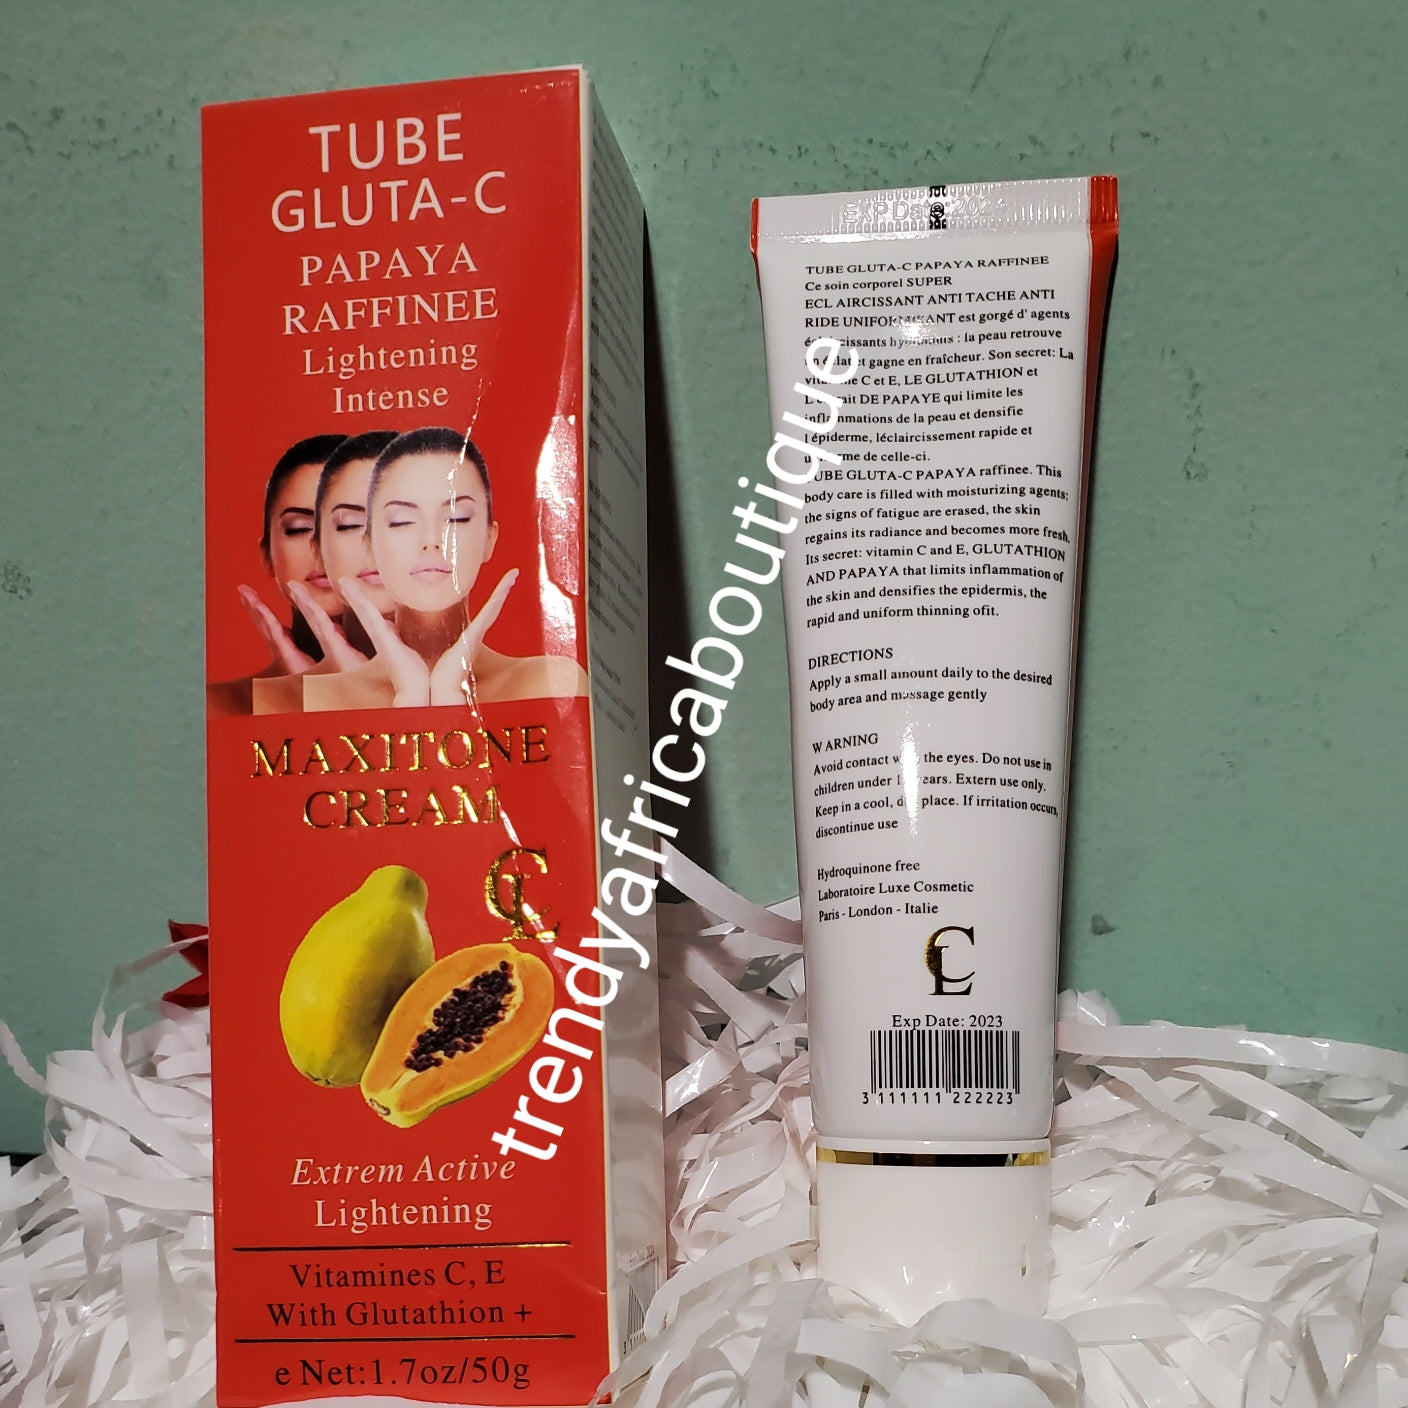 TUBE
GLUTA-C
PAPAYA
RAFFINEE
Lightening
Intense
MAXITONE
CREAM
CL
Extrem Active
Lightening
Vitamines C, E
With Glutathion +
e Net:1.7oz/50g
trendyafricaboutique
EXP Date:
TUBE GLUTA-C PAPAYA RAFFINEE
Ce soin corporel SUPER
ECL AIRCISSANT ANTI TACHE ANTI
RIDE UNIFORMISANT est gorgé d' agents
: la peau retrouve
et gagne en fraîcheur. Son secret: La
C et E, LE GLUTATHION et
DE PAPAYE qui limite les
de la peau et densifie
l épiderme, léclaircissement rapide et
de celle-ci.
TUBE GLUTA-C PAPAYA raffinee. This
body care is filled with moisturizing agents;
the signs of fatigue are erased, the skin
regains its radiance and becomes more fresh.
Its secret: vitamin C and E, GLUTATHION
AND PAPAYA that limits inflammation of
the skin and densifies the epidermis, the
rapid and uniform thinning ofit.
DIRECTIONS
Apply a small amount daily to the desired
body area and massage gently
W ARNING
Avoid contact the eyes. Do not use in
children under years. Extern use only.
Keep in a cool, place. If irritation occurs,
discontinue use
Hydroquinone free
Laboratoire Luxe Cosmetic
Paris - London - Italie
CL
Exp Date: 2023
3 111111 222223